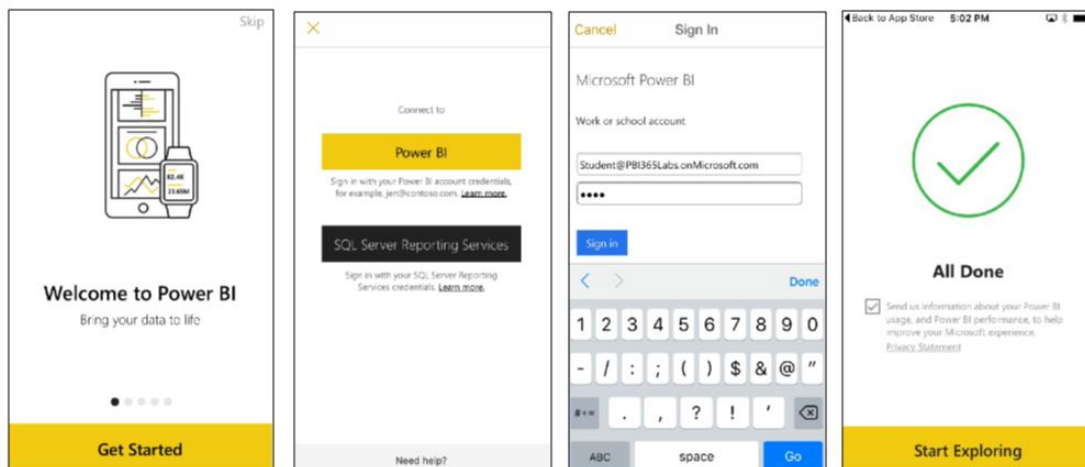 Skip
82.4K
23.69M
Welcome to Power BI
Bring your data to life
Get Started
Connect to
Power BI
Sign in with your Power BI account credentials,
for example, jen@contoso.com. Learn more.
SQL Server Reporting Services
Sign in with your SQL Server Reporting
Services credentials. Learn more.
Need help?
Cancel
Sign In
Microsoft Power BI
Work or school account
Student@PBI365Labs.onMicrosoft.com
••••
Sign in
Done
1 2 3 4 5 6 7 8 9 0
- / : ; ( ) $ & @ "
#+= . , ? ! '
ABC space Go
Back to App Store 5:02 PM
All Done
Send us information about your Power BI
usage, and Power BI performance, to help
improve your Microsoft experience.
Privacy Statement
Start Exploring